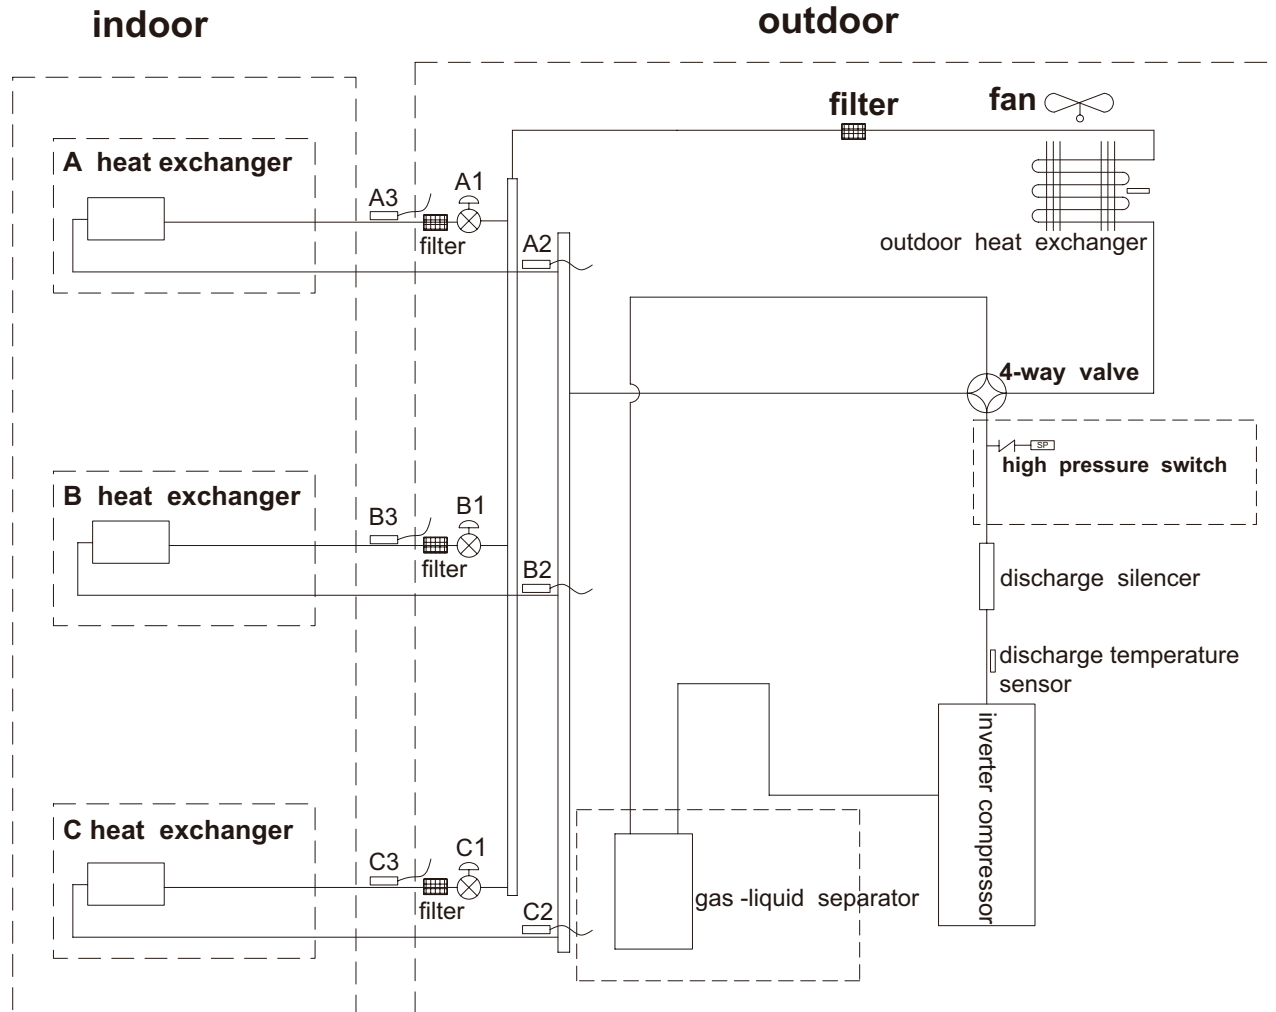 indoor
outdoor
filter
fan
A heat exchanger
A3
A1
filter
A2
outdoor heat exchanger
4-way valve
SP
high pressure switch
B heat exchanger
B3
B1
filter
B2
discharge silencer
discharge temperature
sensor
inverter compressor
C heat exchanger
C3
C1
filter
C2
gas -liquid separator